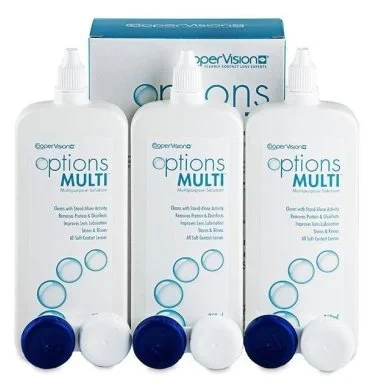 CooperVision
options
CooperVision
options
MULTI
Multipurpose Solution
Cleans with Stand-Alone Activity
Removes Protein & Disinfects
Improves Lens Lubrication
Stores & Rinses
All Soft Contact Lenses
CooperVision
options
MULTI
Multipurpose Solution
Cleans with Stand-Alone Activity
Removes Protein & Disinfects
Improves Lens Lubrication
Stores & Rinses
All Soft Contact Lenses
CooperVision
options
MULTI
Multipurpose Solution
Cleans with Stand-Alone Activity
Removes Protein & Disinfects
Improves Lens Lubrication
Stores & Rinses
All Soft Contact Lenses